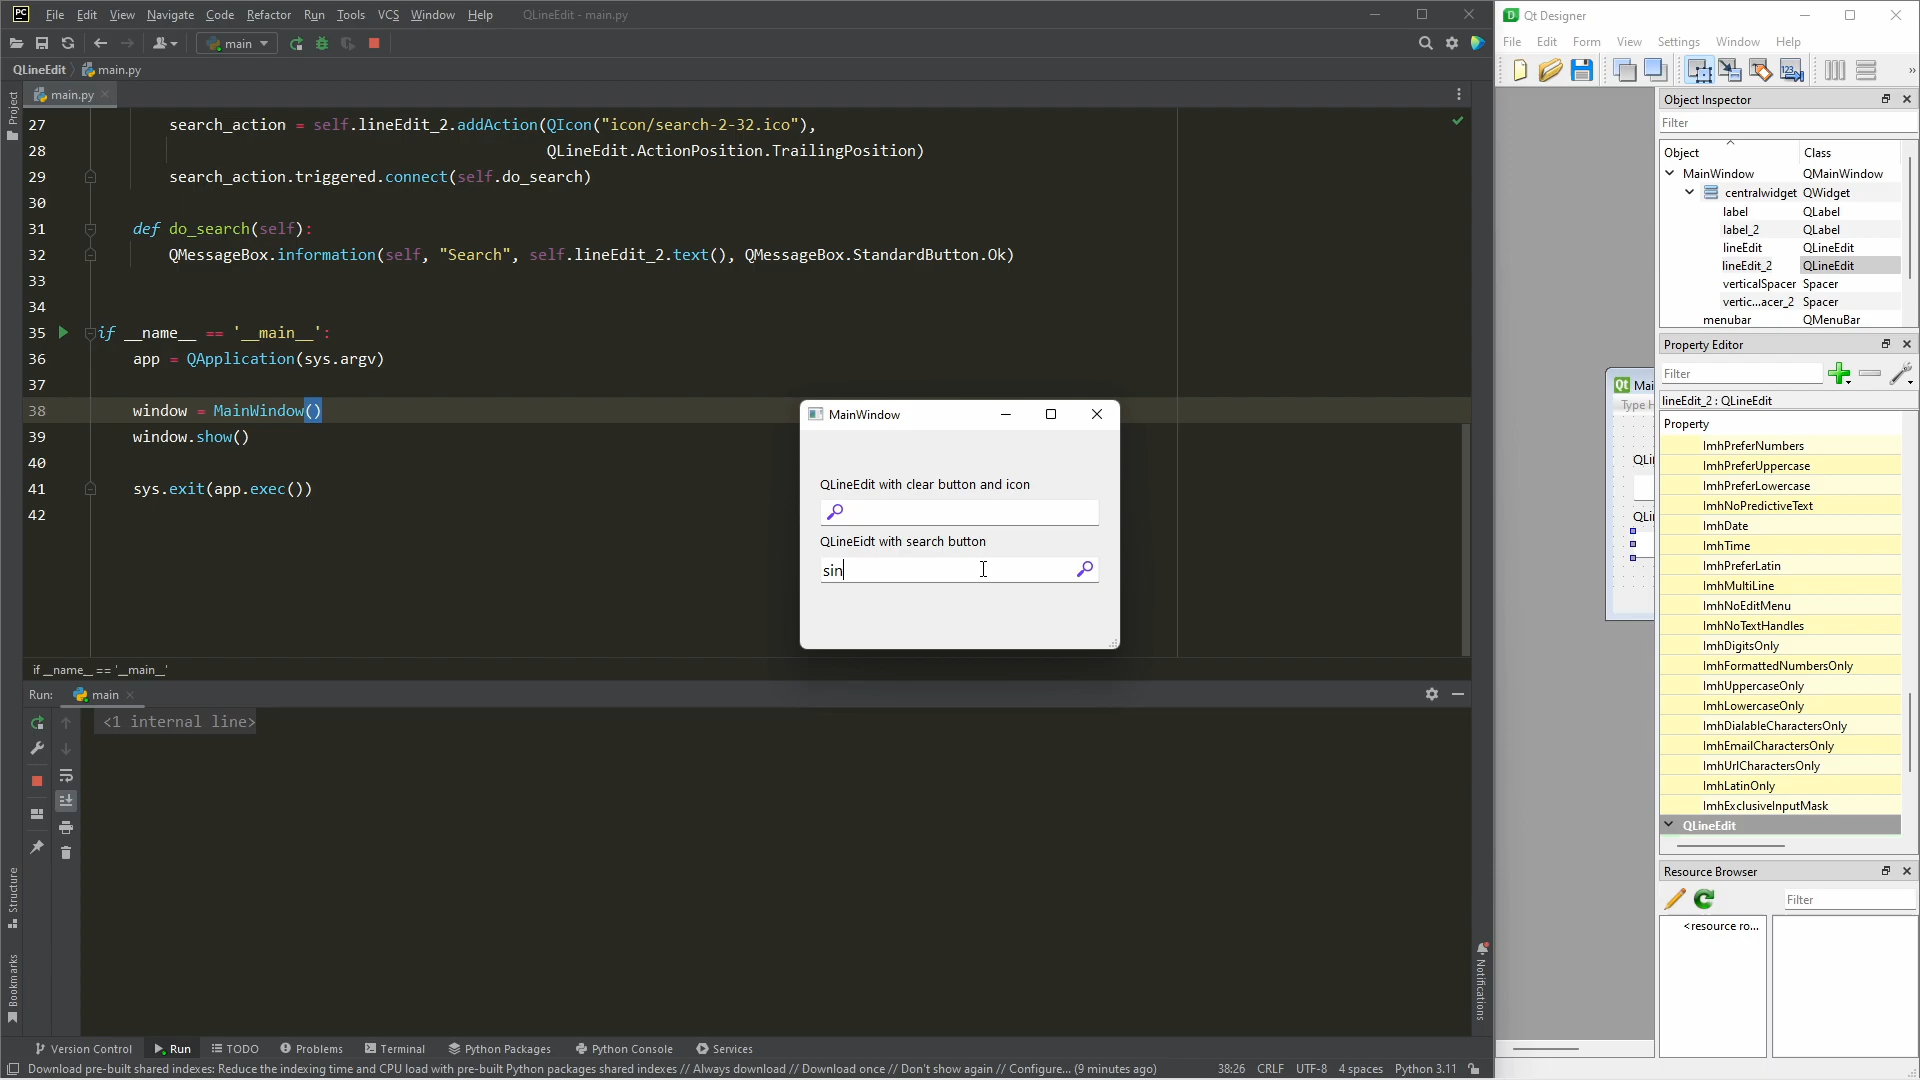 PC File Edit View Navigate Code Refactor Run Tools VCS Window Help QLineEdit - main.py
main
QLineEdit main.py
main.py
Project
27 search_action = self.lineEdit_2.addAction(QIcon("icon/search-2-32.ico"),
28 QLineEdit.ActionPosition.TrailingPosition)
29 search_action.triggered.connect(self.do_search)
30
31 def do_search(self):
32 QMessageBox.information(self, "Search", self.lineEdit_2.text(), QMessageBox.StandardButton.Ok)
33
34
35 if __name__ == '__main__':
36 app = QApplication(sys.argv)
37
38 window = MainWindow()
39 window.show()
40
41 sys.exit(app.exec())
42
MainWindow
QLineEdit with clear button and icon
QLineEidt with search button
sin
if __name__ == '__main__'
Run: main
<1 internal line>
Structure
Bookmarks
Notifications
Version Control Run TODO Problems Terminal Python Packages Python Console Services
Download pre-built shared indexes: Reduce the indexing time and CPU load with pre-built Python packages shared indexes // Always download // Download once // Don't show again // Configure... (9 minutes ago) 38:26 CRLF UTF-8 4 spaces Python 3.11
D Qt Designer
File Edit Form View Settings Window Help
123
Qt Mai
Type H
QLi
QLi
Object Inspector
Filter
Object Class
MainWindow QMainWindow
centralwidget QWidget
label QLabel
label_2 QLabel
lineEdit QLineEdit
lineEdit_2 QLineEdit
verticalSpacer Spacer
vertic...acer_2 Spacer
menubar QMenuBar
Property Editor
Filter
lineEdit_2 : QLineEdit
Property
ImhPreferNumbers
ImhPreferUppercase
ImhPreferLowercase
ImhNoPredictiveText
ImhDate
ImhTime
ImhPreferLatin
ImhMultiLine
ImhNoEditMenu
ImhNoTextHandles
ImhDigitsOnly
ImhFormattedNumbersOnly
ImhUppercaseOnly
ImhLowercaseOnly
ImhDialableCharactersOnly
ImhEmailCharactersOnly
ImhUrlCharactersOnly
ImhLatinOnly
ImhExclusiveInputMask
QLineEdit
Resource Browser
Filter
<resource ro...